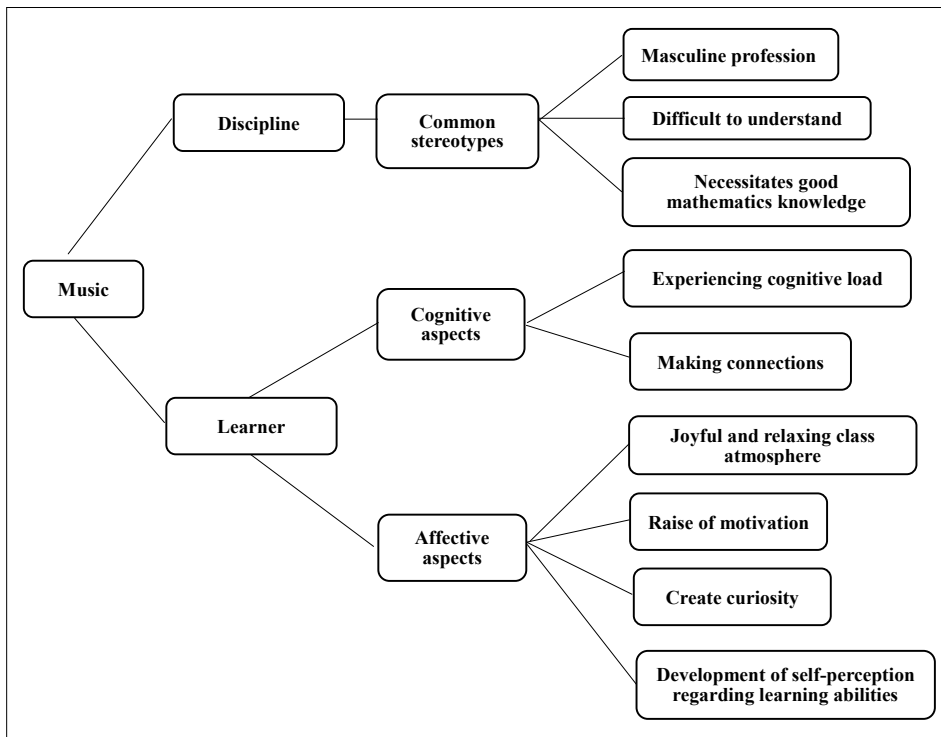 Music
Discipline
Common
stereotypes
Masculine profession
Difficult to understand
Necessitates good
mathematics knowledge
Learner
Cognitive
aspects
Experiencing cognitive load
Making connections
Affective
aspects
Joyful and relaxing class
atmosphere
Raise of motivation
Create curiosity
Development of self-perception
regarding learning abilities